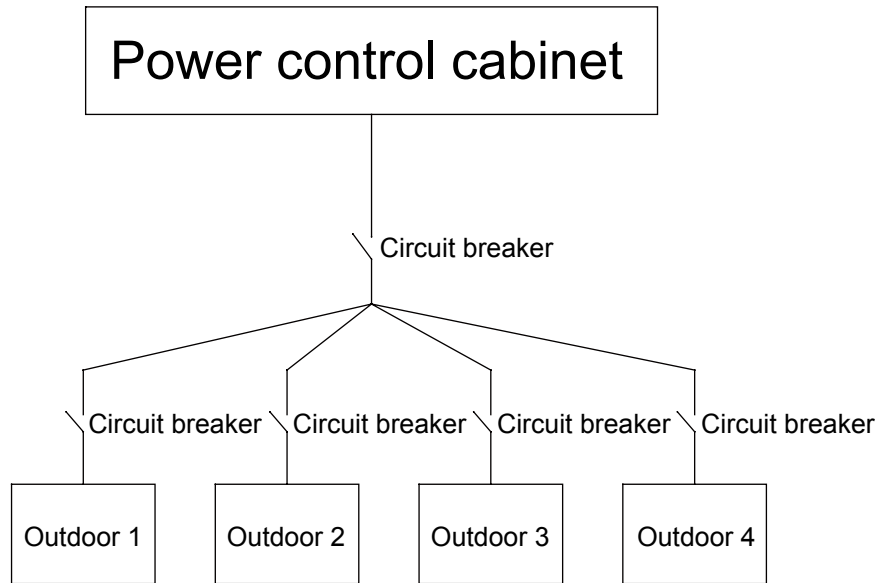 Power control cabinet
Circuit breaker
Circuit breaker Circuit breaker Circuit breaker Circuit breaker
Outdoor 1 Outdoor 2 Outdoor 3 Outdoor 4